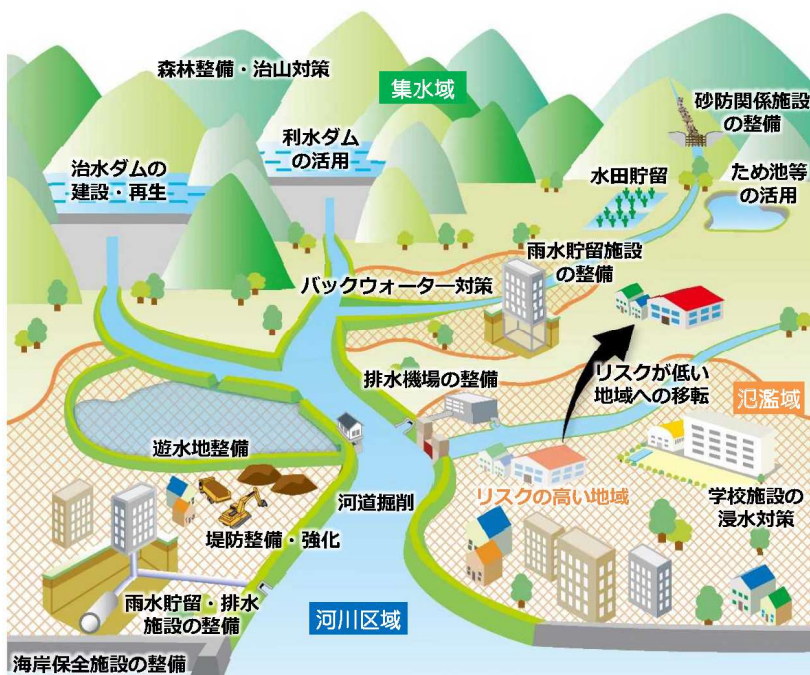 森林整備・治山対策
集水域
砂防関係施設
の整備
利水ダム
の活用
治水ダムの
建設・再生
水田貯留
ため池等
の活用
雨水貯留施設
の整備
バックウォーター対策
排水機場の整備
リスクが低い
地域への移転
氾濫域
遊水地整備
リスクの高い地域
学校施設の
浸水対策
河道掘削
堤防整備・強化
雨水貯留・排水
施設の整備
河川区域
海岸保全施設の整備